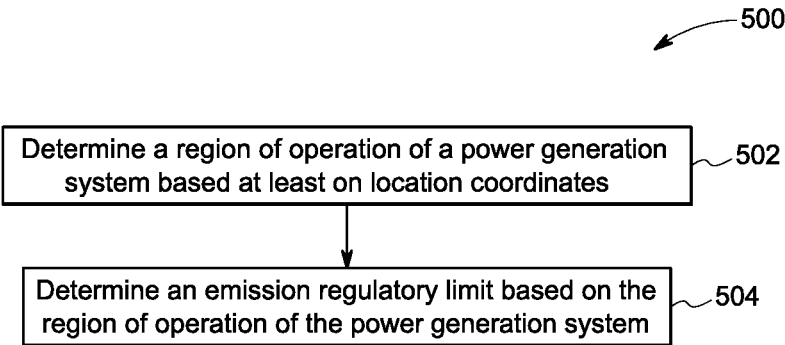 500
Determine a region of operation of a power generation
system based at least on location coordinates
502
Determine an emission regulatory limit based on the
region of operation of the power generation system
504